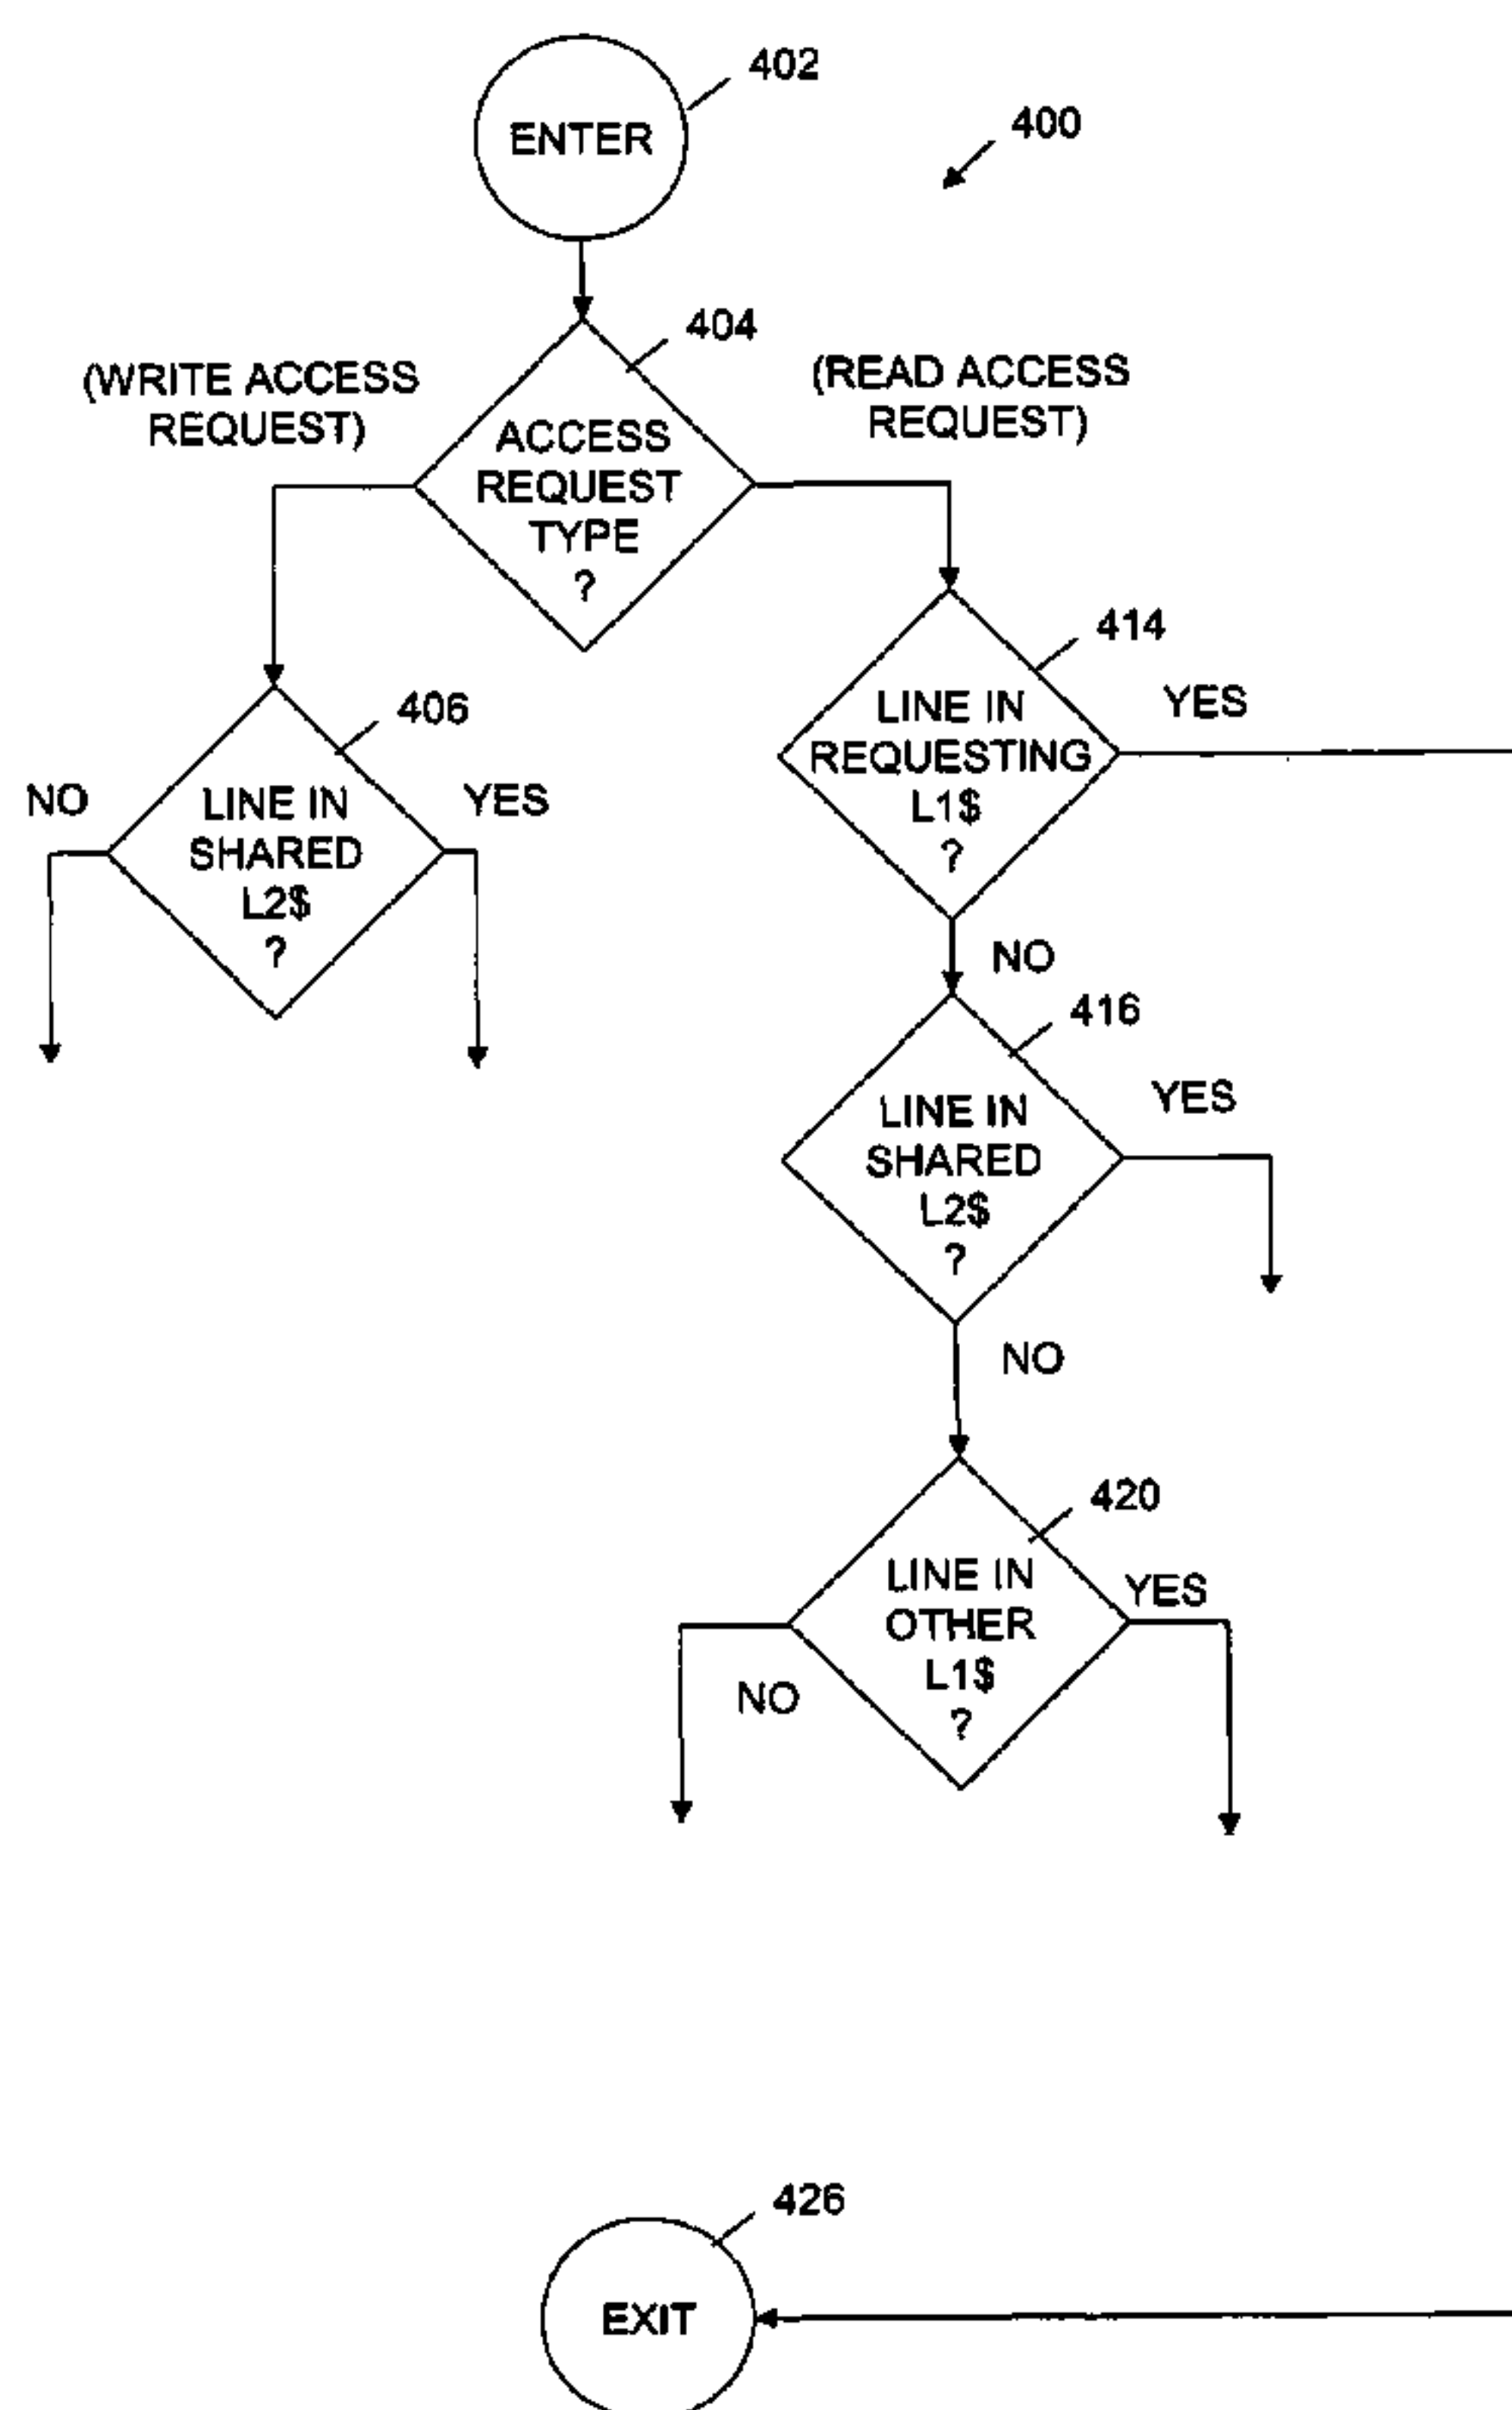 402
ENTER
400
404
(WRITE ACCESS
REQUEST)
(READ ACCESS
REQUEST)
ACCESS
REQUEST
TYPE
?
414
LINE IN
REQUESTING
L1$
?
YES
NO
406
LINE IN
SHARED
L2$
?
NO
YES
416
LINE IN
SHARED
L2$
?
YES
NO
420
LINE IN
OTHER
L1$
?
YES
NO
426
EXIT